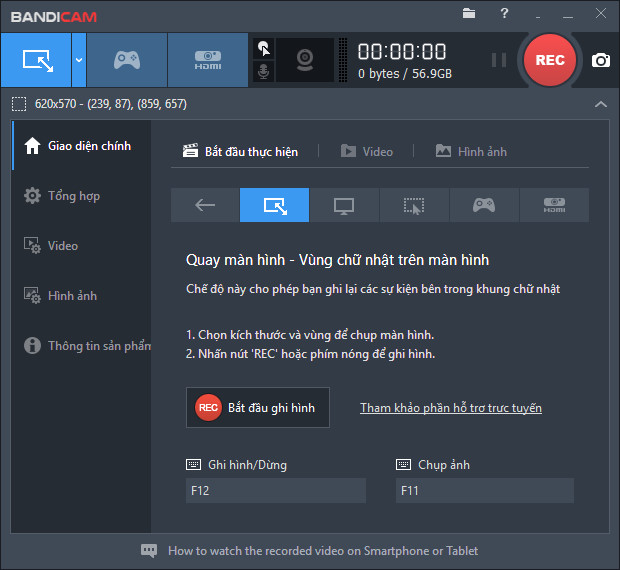 BANDICAM
?
HDMI
00:00:00
0 bytes / 56.9GB
REC
620x570 - (239, 87), (859, 657)
Giao diện chính
Tổng hợp
Video
Hình ảnh
Thông tin sản phẩm
Bắt đầu thực hiện
Video
Hình ảnh
HDMI
Quay màn hình - Vùng chữ nhật trên màn hình
Chế độ này cho phép bạn ghi lại các sự kiện bên trong khung chữ nhật
1. Chọn kích thước và vùng để chụp màn hình.
2. Nhấn nút 'REC' hoặc phím nóng để ghi hình.
REC Bắt đầu ghi hình
Tham khảo phần hỗ trợ trực tuyến
Ghi hình/Dừng
Chụp ảnh
F12
F11
How to watch the recorded video on Smartphone or Tablet